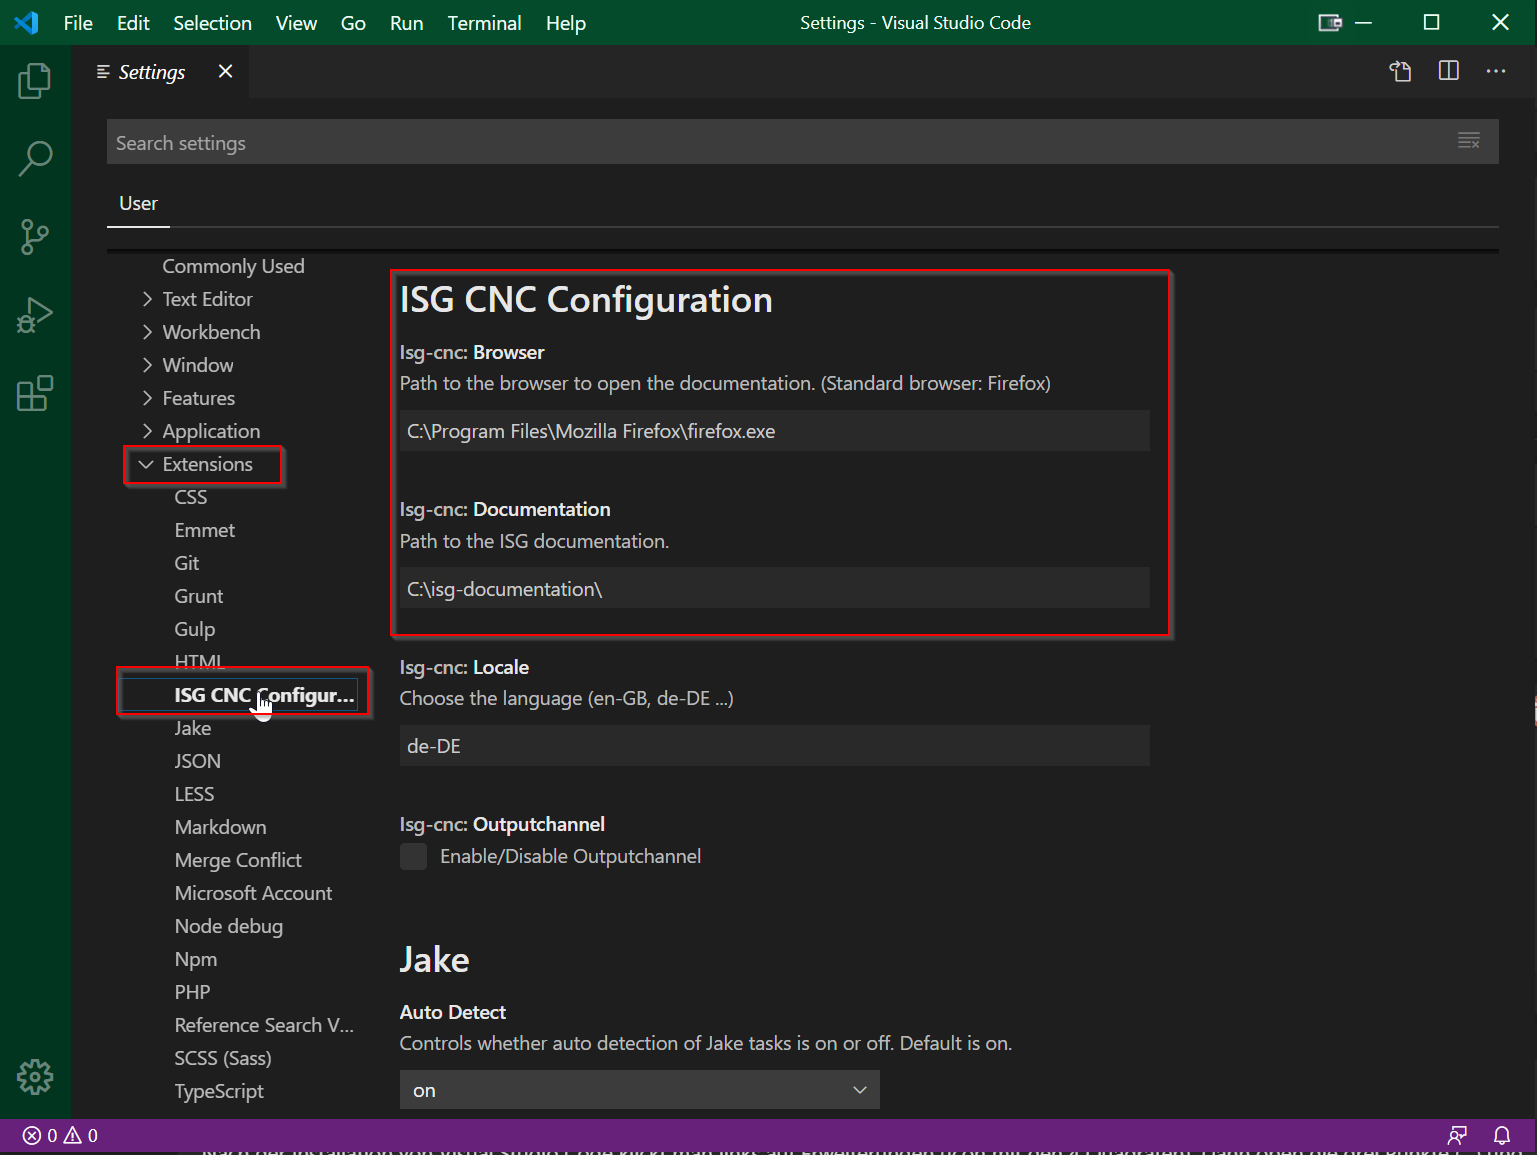 File Edit Selection View Go Run Terminal Help Settings - Visual Studio Code
Settings
Search settings
User
Commonly Used
Text Editor
Workbench
Window
Features
Application
Extensions
CSS
Emmet
Git
Grunt
Gulp
HTML
ISG CNC Configur...
Jake
JSON
LESS
Markdown
Merge Conflict
Microsoft Account
Node debug
Npm
PHP
Reference Search V...
SCSS (Sass)
TypeScript
ISG CNC Configuration
Isg-cnc: Browser
Path to the browser to open the documentation. (Standard browser: Firefox)
C:\Program Files\Mozilla Firefox\firefox.exe
Isg-cnc: Documentation
Path to the ISG documentation.
C:\isg-documentation\
Isg-cnc: Locale
Choose the language (en-GB, de-DE ...)
de-DE
Isg-cnc: Outputchannel
Enable/Disable Outputchannel
Jake
Auto Detect
Controls whether auto detection of Jake tasks is on or off. Default is on.
on
0 0